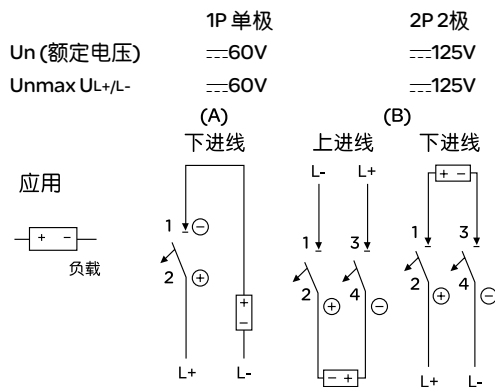 1P 单极 2P 2极
Un (额定电压) ⎓60V ⎓125V
Unmax UL+/L- ⎓60V ⎓125V
(A) (B)
下进线 上进线 下进线
L- L+
应用
+ -
1 - 1 3 1 3
+ -
负载
2 + 2 + 4 - 2 + 4 -
+ -
- +
L+ L- L+ L-